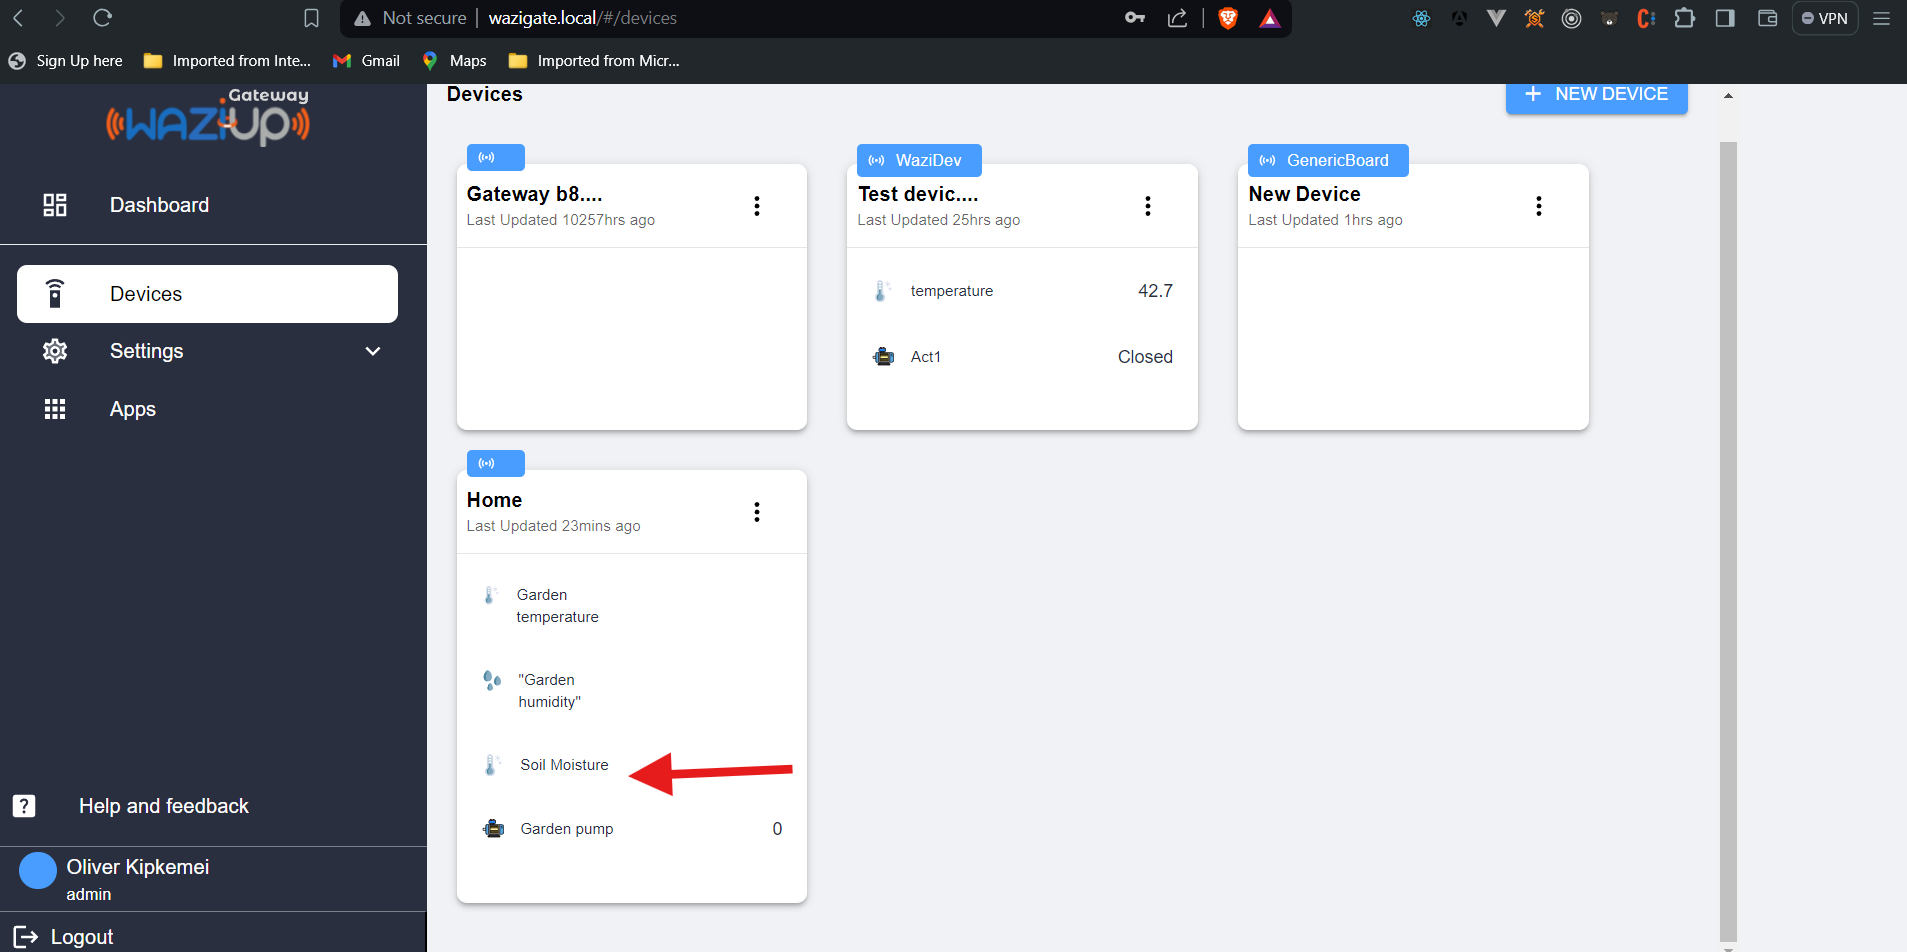 Not secure wazigate.local/#/devices
VPN
Sign Up here Imported from Inte... Gmail Maps Imported from Micr...
Gateway
WAZIUP
Dashboard
Devices
Settings
Apps
Help and feedback
Oliver Kipkemei
admin
Logout
Devices
+ NEW DEVICE
Gateway b8....
Last Updated 10257hrs ago
WaziDev
Test devic....
Last Updated 25hrs ago
temperature 42.7
Act1 Closed
GenericBoard
New Device
Last Updated 1hrs ago
Home
Last Updated 23mins ago
Garden
temperature
"Garden
humidity"
Soil Moisture
Garden pump 0